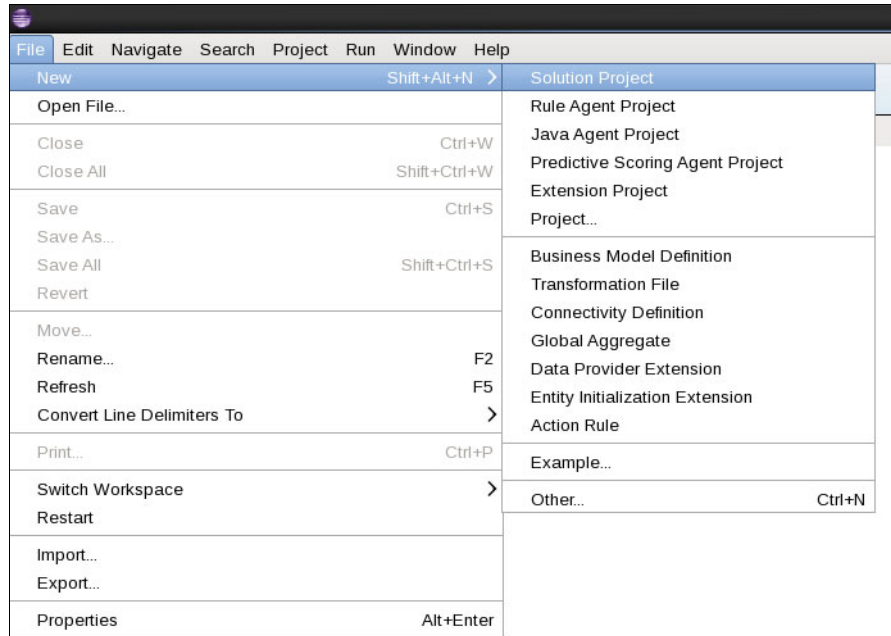 File Edit Navigate Search Project Run Window Help
New Shift+Alt+N
Open File...
Close Ctrl+W
Close All Shift+Ctrl+W
Save Ctrl+S
Save As...
Save All Shift+Ctrl+S
Revert
Move...
Rename... F2
Refresh F5
Convert Line Delimiters To
Print... Ctrl+P
Switch Workspace
Restart
Import...
Export...
Properties Alt+Enter
Solution Project
Rule Agent Project
Java Agent Project
Predictive Scoring Agent Project
Extension Project
Project...
Business Model Definition
Transformation File
Connectivity Definition
Global Aggregate
Data Provider Extension
Entity Initialization Extension
Action Rule
Example...
Other... Ctrl+N